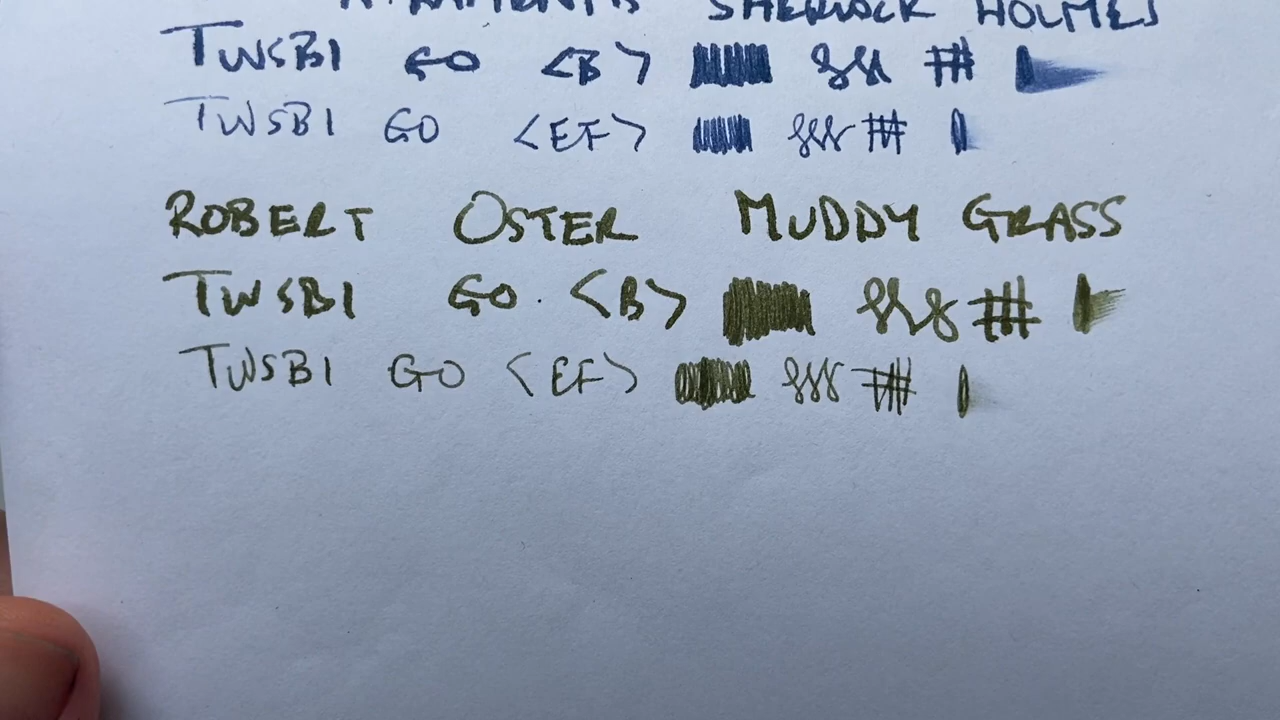 SHERLOCK HOLMES
TWSBI GO <B>
TWSBI GO <EF>
ROBERT OSTER MUDDY GRASS
TWSBI GO <B>
TWSBI GO <EF>